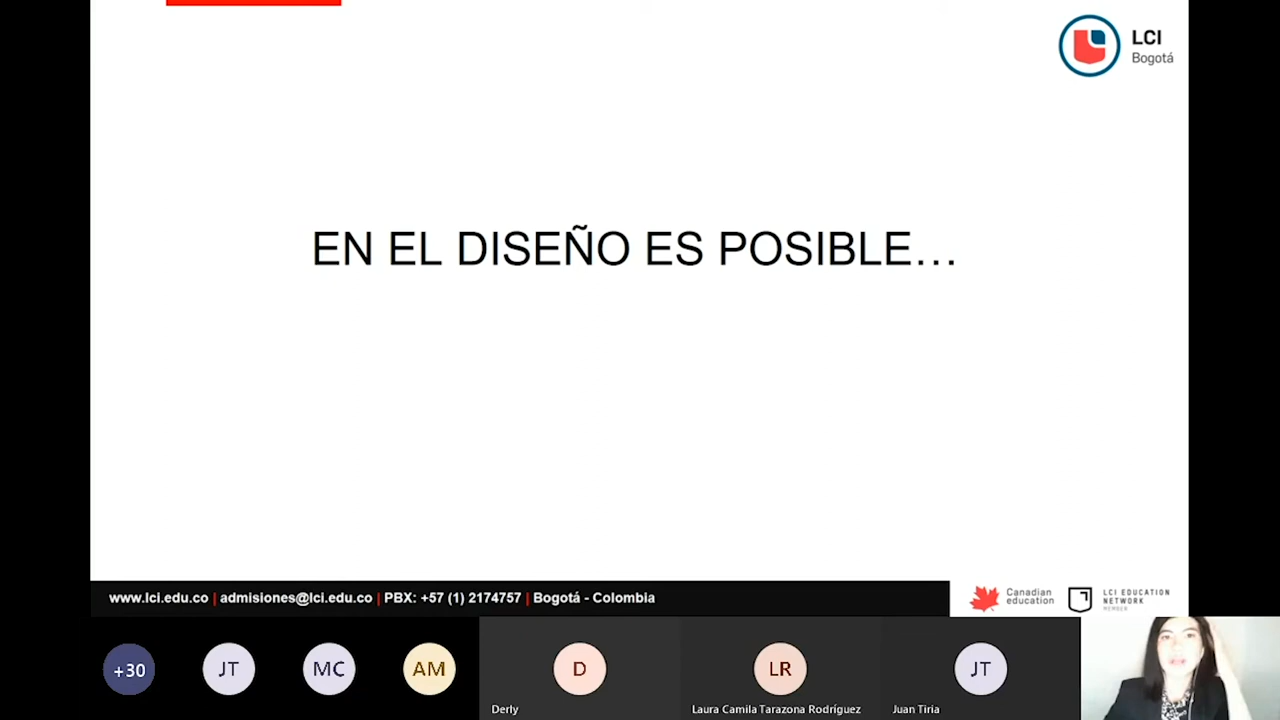 LCI
Bogotá
EN EL DISEÑO ES POSIBLE...
www.lci.edu.co | admisiones@lci.edu.co | PBX: +57 (1) 2174757 | Bogotá - Colombia
Canadian
education
LCI EDUCATION
NETWORK
MEMBER
+30
JT
MC
AM
D
Derly
LR
Laura Camila Tarazona Rodríguez
JT
Juan Tiria